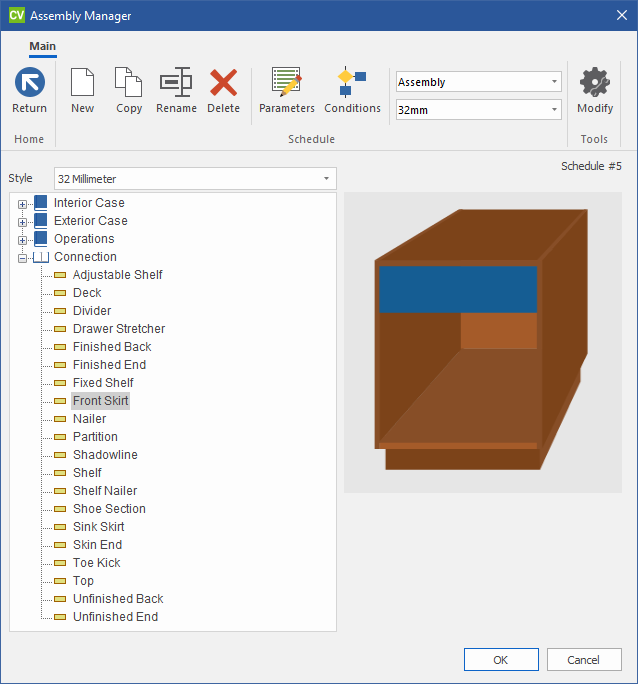 CV Assembly Manager
Main
Return
New
Copy
Rename
Delete
Parameters
Conditions
Assembly
32mm
Modify
Home
Schedule
Tools
Schedule #5
Style
32 Millimeter
Interior Case
Exterior Case
Operations
Connection
Adjustable Shelf
Deck
Divider
Drawer Stretcher
Finished Back
Finished End
Fixed Shelf
Front Skirt
Nailer
Partition
Shadowline
Shelf
Shelf Nailer
Shoe Section
Sink Skirt
Skin End
Toe Kick
Top
Unfinished Back
Unfinished End
OK
Cancel